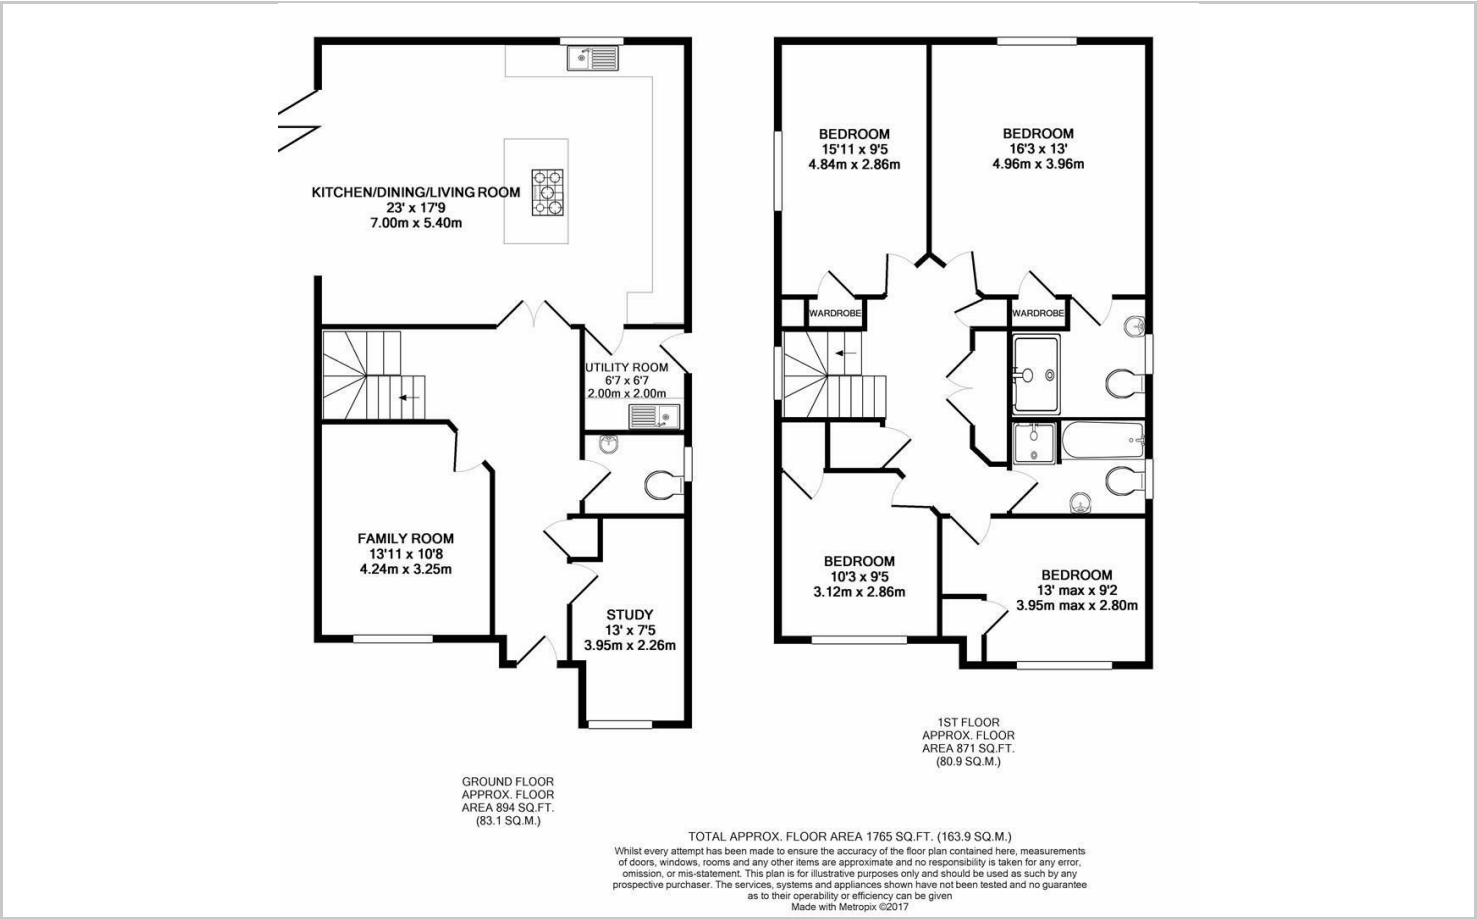 KITCHEN/DINING/LIVING ROOM
23' x 17'9
7.00m x 5.40m
UTILITY ROOM
6'7 x 6'7
2.00m x 2.00m
FAMILY ROOM
13'11 x 10'8
4.24m x 3.25m
STUDY
13' x 7'5
3.95m x 2.26m
GROUND FLOOR
APPROX. FLOOR
AREA 894 SQ.FT.
(83.1 SQ.M.)
BEDROOM
15'11 x 9'5
4.84m x 2.86m
BEDROOM
16'3 x 13'
4.96m x 3.96m
WARDROBE
WARDROBE
BEDROOM
10'3 x 9'5
3.12m x 2.86m
BEDROOM
13' max x 9'2
3.95m max x 2.80m
1ST FLOOR
APPROX. FLOOR
AREA 871 SQ.FT.
(80.9 SQ.M.)
TOTAL APPROX. FLOOR AREA 1765 SQ.FT. (163.9 SQ.M.)
Whilst every attempt has been made to ensure the accuracy of the floor plan contained here, measurements
of doors, windows, rooms and any other items are approximate and no responsibility is taken for any error,
omission, or mis-statement. This plan is for illustrative purposes only and should be used as such by any
prospective purchaser. The services, systems and appliances shown have not been tested and no guarantee
as to their operability or efficiency can be given
Made with Metropix ©2017